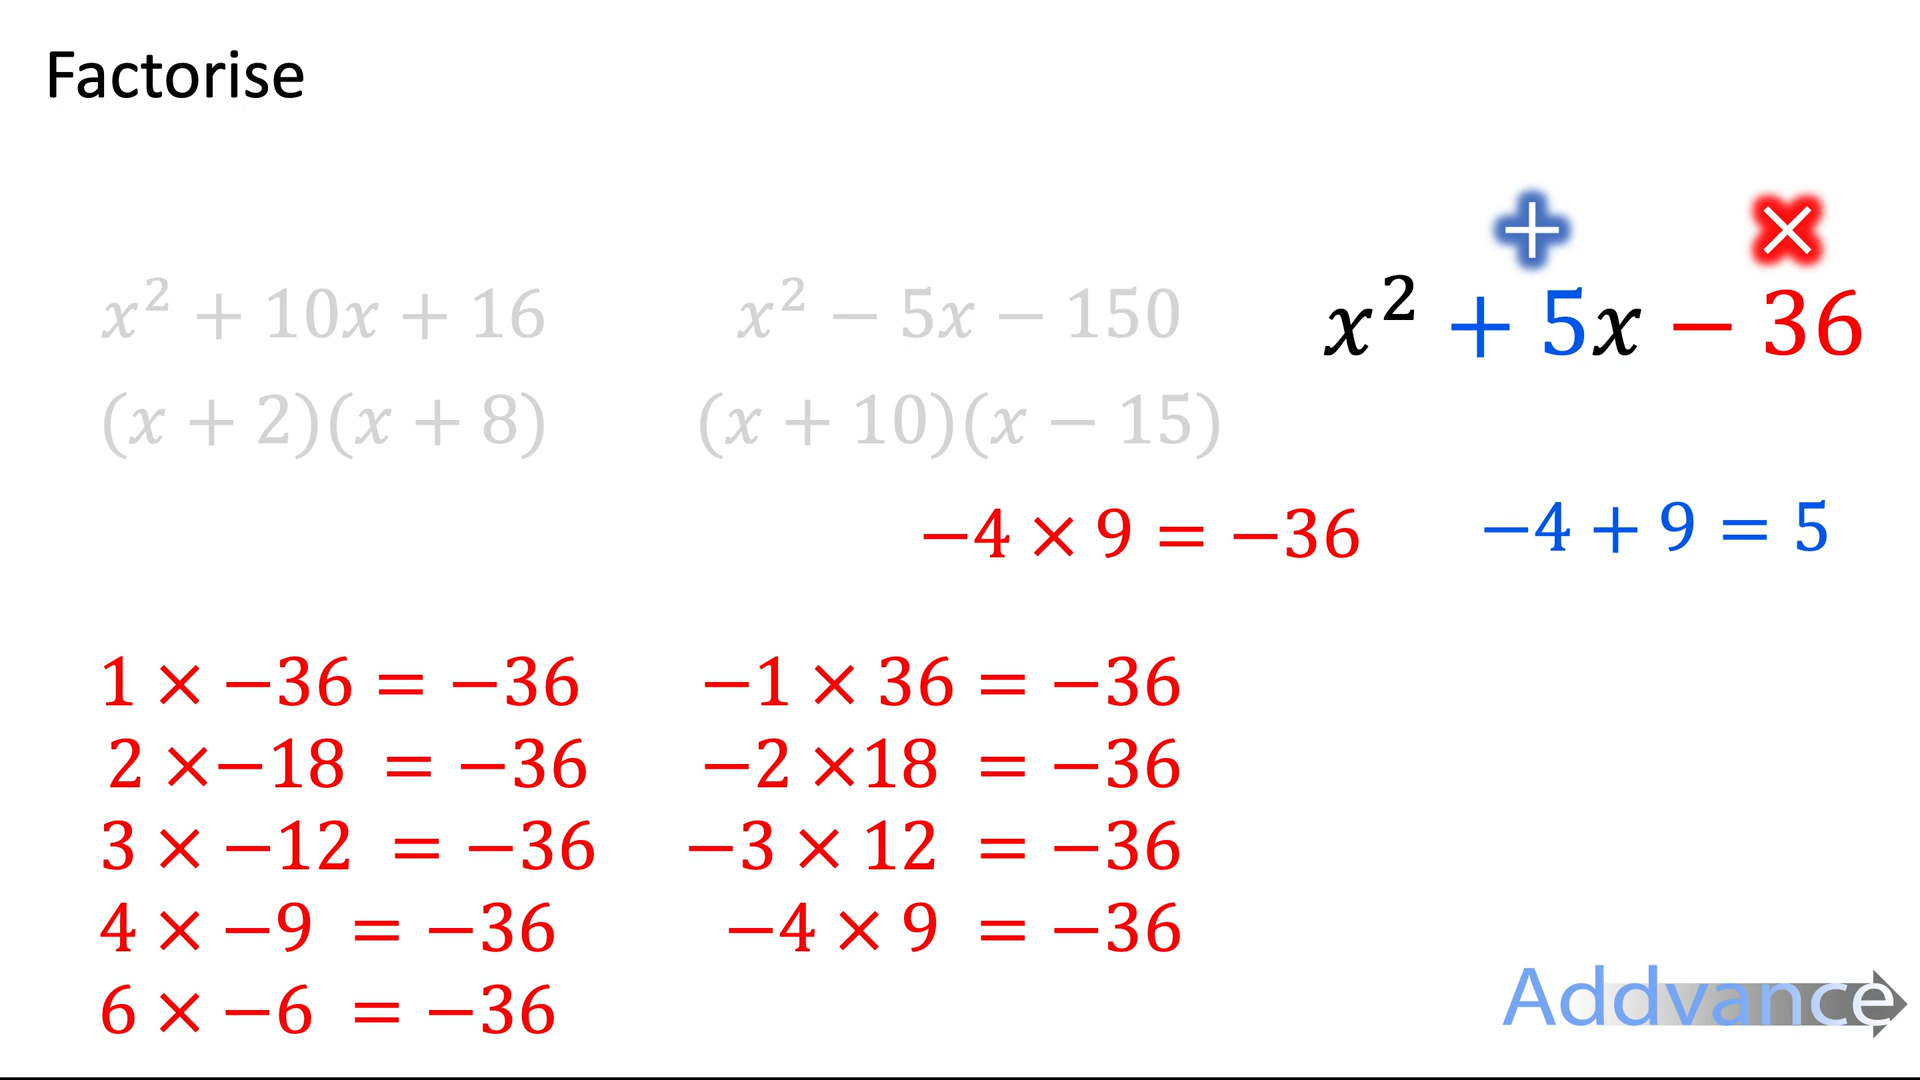 Factorise
+ ×
x² + 10x + 16
x² − 5x − 150
x² + 5x − 36
(x + 2)(x + 8)
(x + 10)(x − 15)
−4 × 9 = −36
−4 + 9 = 5
1 × −36 = −36
−1 × 36 = −36
2 ×−18 = −36
−2 ×18 = −36
3 × −12 = −36
−3 × 12 = −36
4 × −9 = −36
−4 × 9 = −36
6 × −6 = −36
Addvance